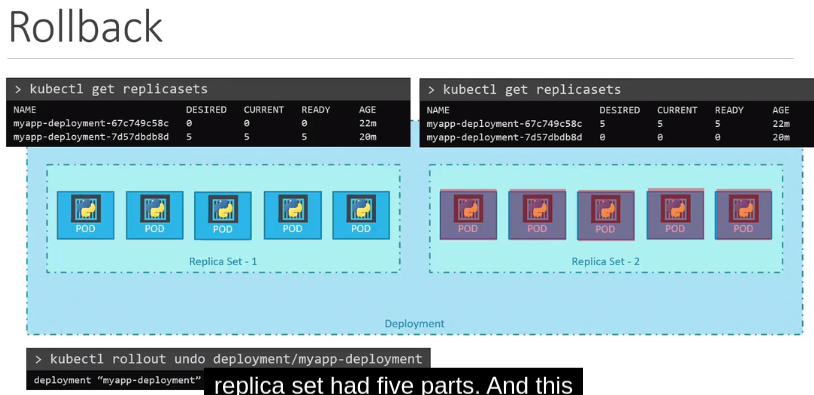 Rollback
> kubectl get replicasets
NAME DESIRED CURRENT READY AGE
myapp-deployment-67c749c58c 0 0 0 22m
myapp-deployment-7d57dbdb8d 5 5 5 20m
> kubectl get replicasets
NAME DESIRED CURRENT READY AGE
myapp-deployment-67c749c58c 5 5 5 22m
myapp-deployment-7d57dbdb8d 0 0 0 20m
POD POD POD POD POD
Replica Set - 1
POD POD POD POD POD
Replica Set - 2
Deployment
> kubectl rollout undo deployment/myapp-deployment
deployment “myapp-deployment”
replica set had five parts. And this